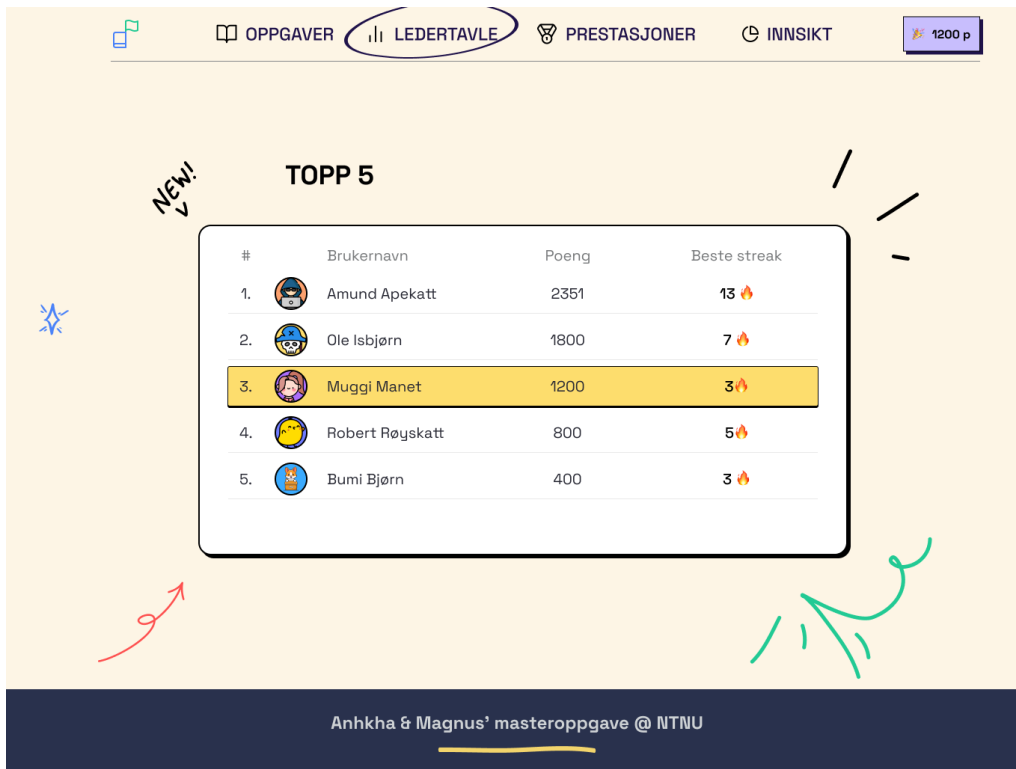 OPPGAVER LEDERTAVLE PRESTASJONER INNSIKT 1200 p
NEW!
TOPP 5
# Brukernavn Poeng Beste streak
1. Amund Apekatt 2351 13
2. Ole Isbjørn 1800 7
3. Muggi Manet 1200 3
4. Robert Røyskatt 800 5
5. Bumi Bjørn 400 3
Anhkha & Magnus’ masteroppgave @ NTNU